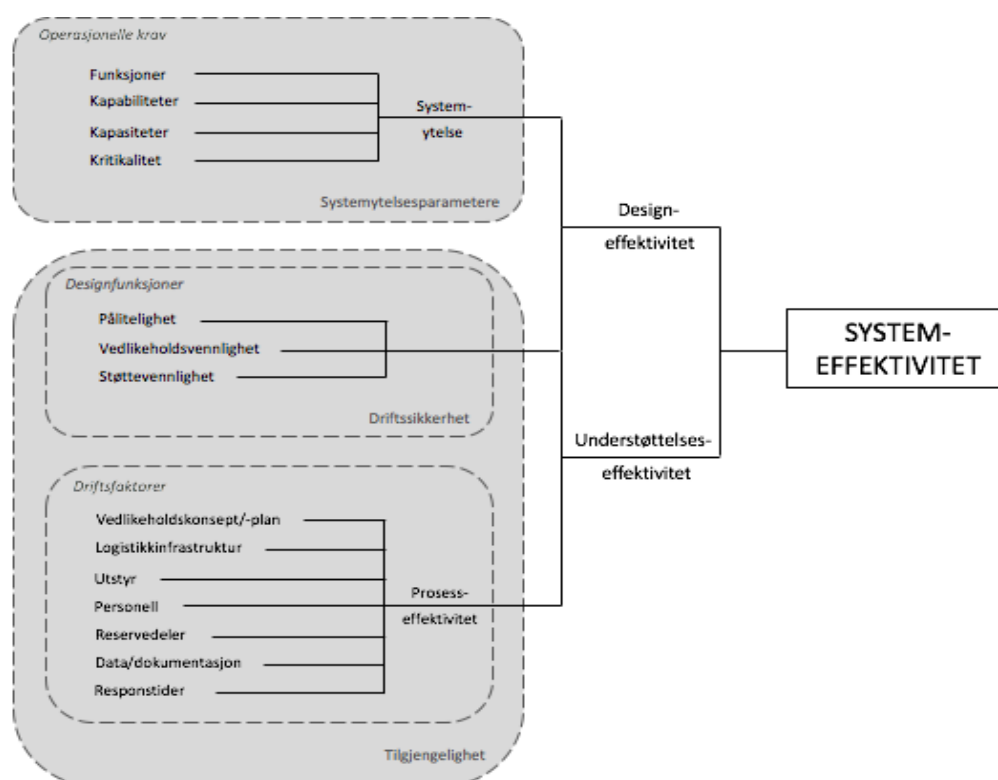 Operasjonelle krav
Funksjoner
Kapabiliteter
Kapasiteter
Kritikalitet
System-
ytelse
Systemytelsesparametere
Design-
effektivitet
Designfunksjoner
Pålitelighet
Vedlikeholdsvennlighet
Støttevennlighet
Driftssikkerhet
SYSTEM-
EFFEKTIVITET
Understøttelses-
effektivitet
Driftsfaktorer
Vedlikeholdskonsept/-plan
Logistikkinfrastruktur
Utstyr
Personell
Reservedeler
Data/dokumentasjon
Responstider
Prosess-
effektivitet
Tilgjengelighet